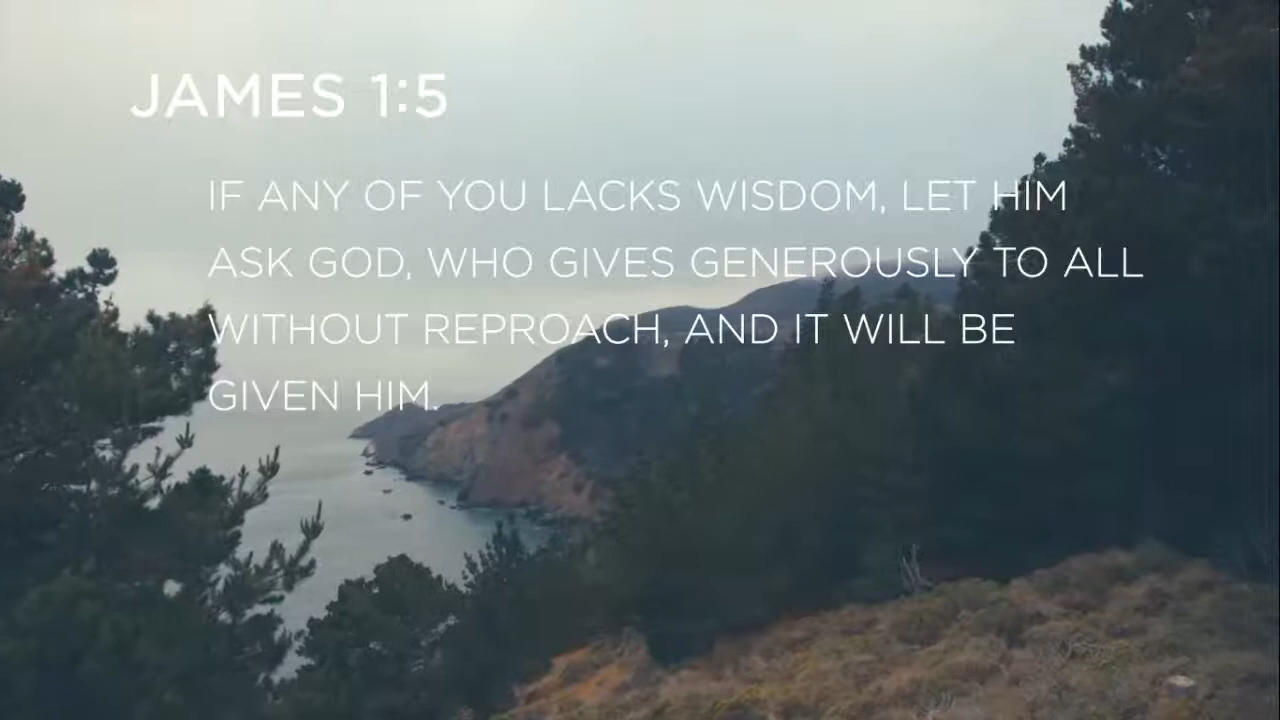 JAMES 1:5
IF ANY OF YOU LACKS WISDOM, LET HIM
ASK GOD, WHO GIVES GENEROUSLY TO ALL
WITHOUT REPROACH, AND IT WILL BE
GIVEN HIM.